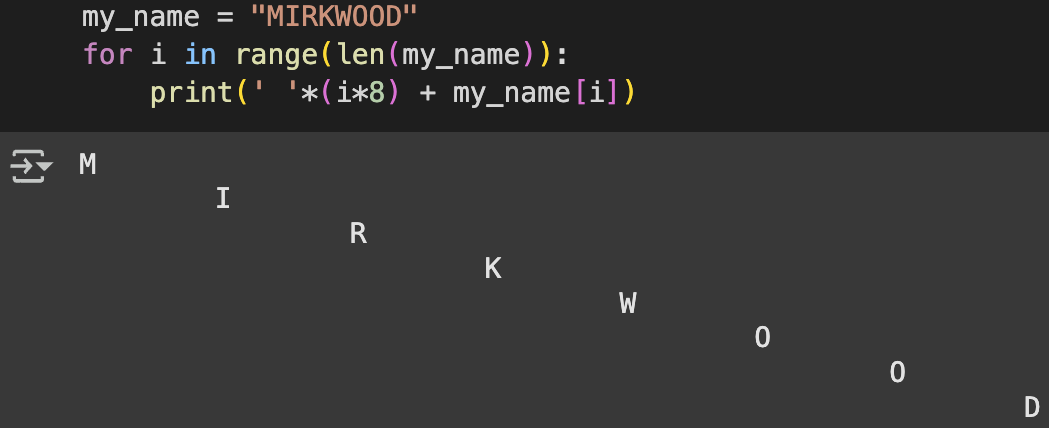 my_name = "MIRKWOOD"
for i in range(len(my_name)):
    print(' '*(i*8) + my_name[i])
M
        I
                R
                        K
                                W
                                        O
                                                O
                                                        D